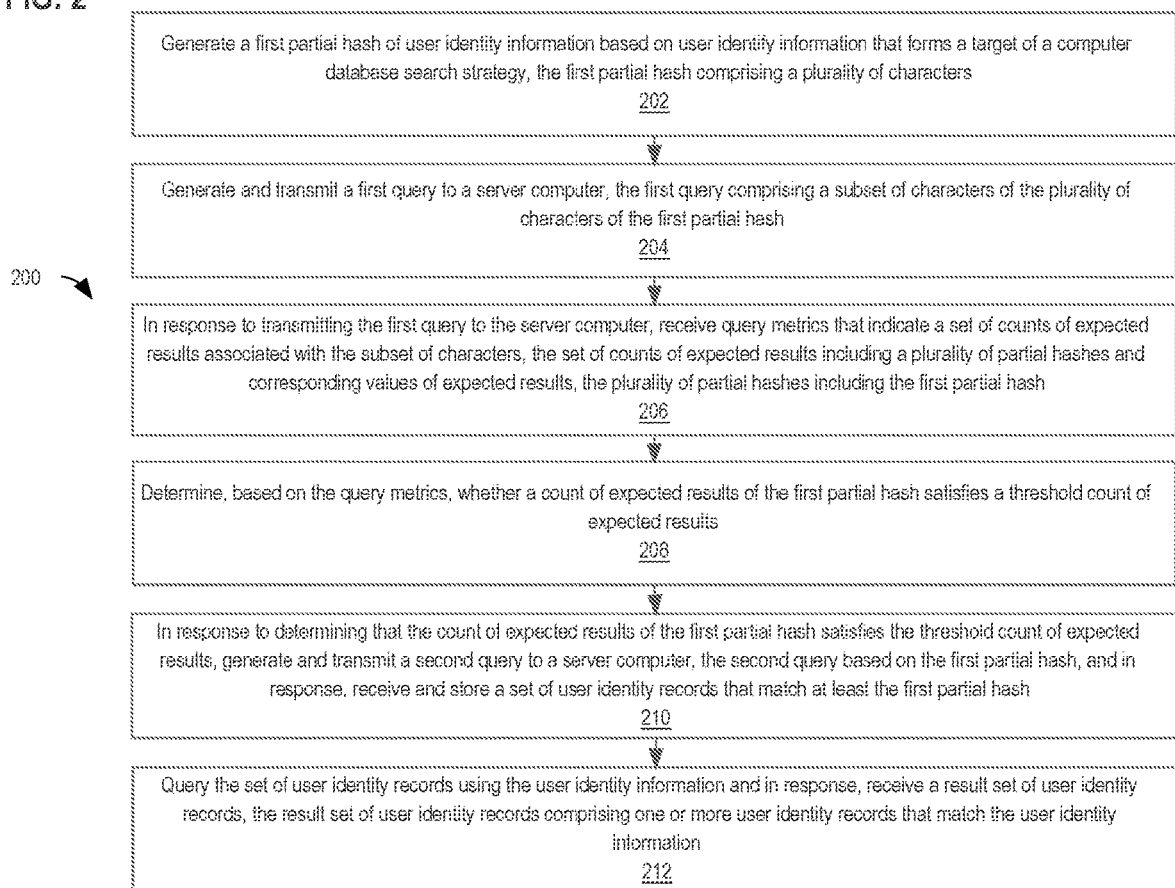 FIG. 2
Generate a first partial hash of user identity information based on user identity information that forms a target of a computer
database search strategy, the first partial hash comprising a plurality of characters
202
Generate and transmit a first query to a server computer, the first query comprising a subset of characters of the plurality of
characters of the first partial hash
204
200
In response to transmitting the first query to the server computer, receive query metrics that indicate a set of counts of expected
results associated with the subset of characters, the set of counts of expected results including a plurality of partial hashes and
corresponding values of expected results, the plurality of partial hashes including the first partial hash
206
Determine, based on the query metrics, whether a count of expected results of the first partial hash satisfies a threshold count of
expected results
208
In response to determining that the count of expected results of the first partial hash satisfies the threshold count of expected
results, generate and transmit a second query to a server computer, the second query based on the first partial hash, and in
response, receive and store a set of user identity records that match at least the first partial hash
210
Query the set of user identity records using the user identity information and in response, receive a result set of user identity
records, the result set of user identity records comprising one or more user identity records that match the user identity
information
212